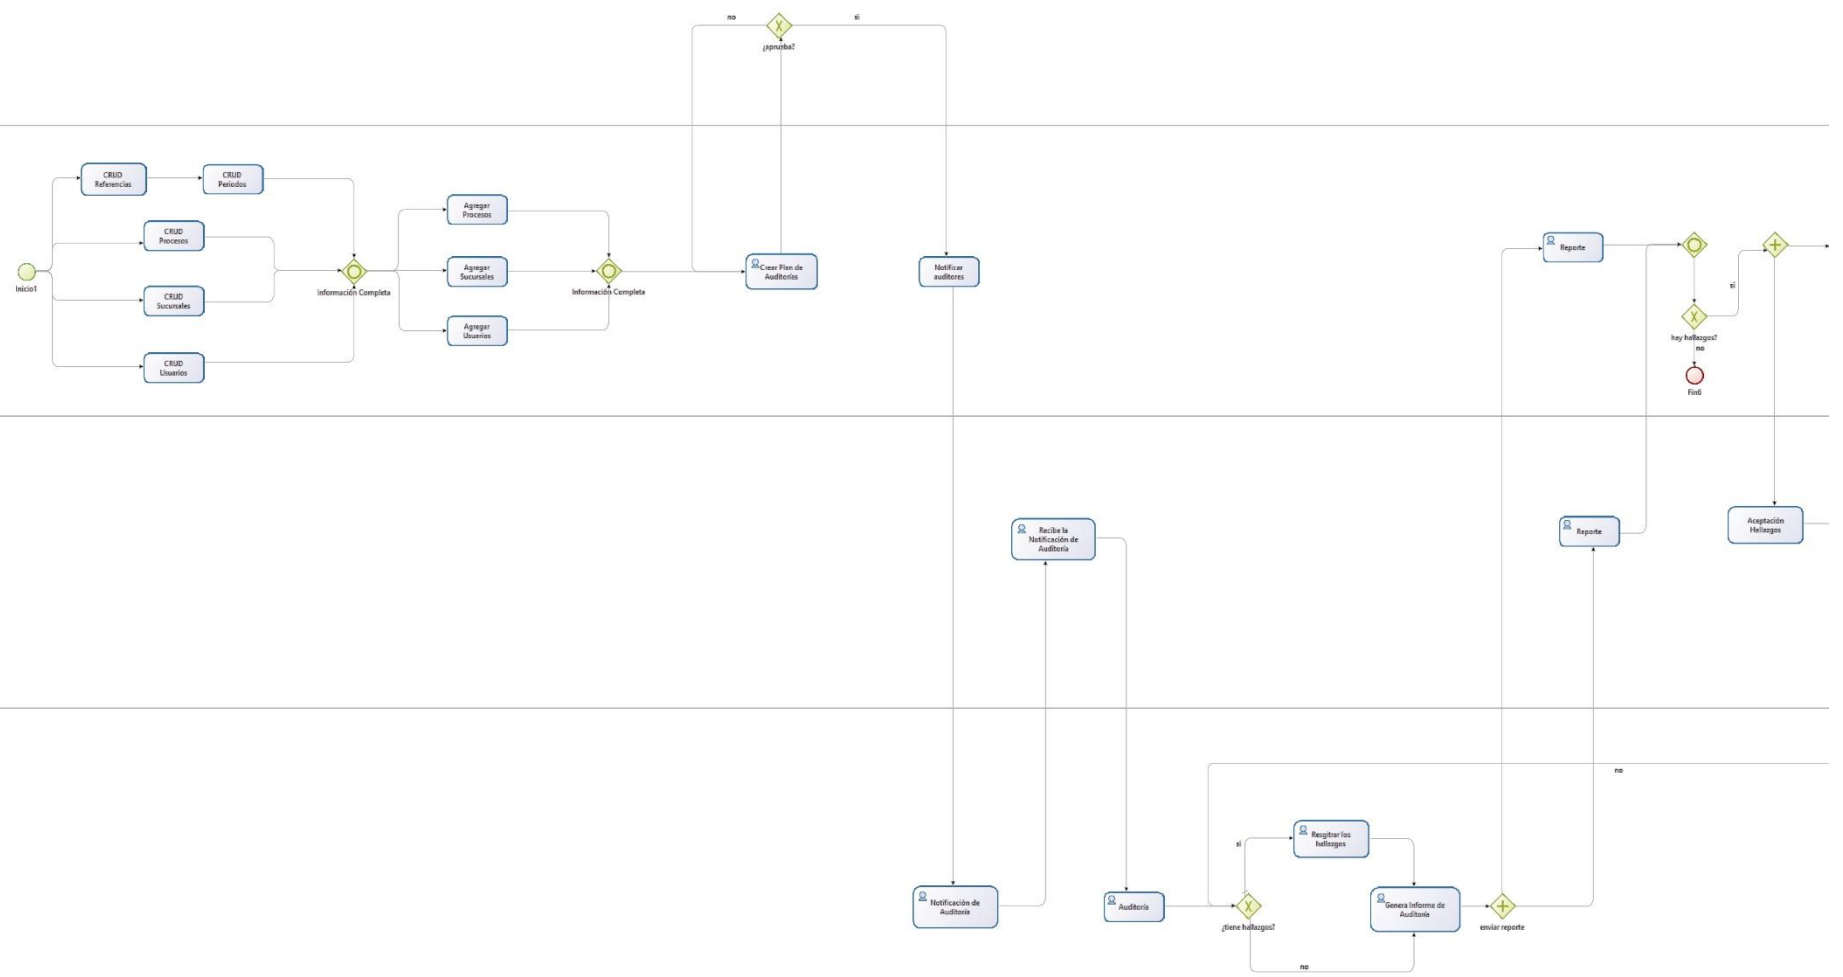 no
si
¿aprueba?
CRUD
Referencias
CRUD
Periodos
CRUD
Procesos
CRUD
Sucursales
CRUD
Usuarios
Inicio1
Información Completa
Agregar
Procesos
Agregar
Sucursales
Agregar
Usuarios
Información Completa
Crear Plan de
Auditorías
Notificar
auditores
Reporte
si
hay hallazgos?
no
Fin6
Recibe la
Notificación de
Auditoría
Reporte
Aceptación
Hallazgos
no
Notificación de
Auditoría
Auditoría
¿tiene hallazgos?
si
Resgitrar los
hallazgos
no
Genera Informe de
Auditoría
enviar reporte